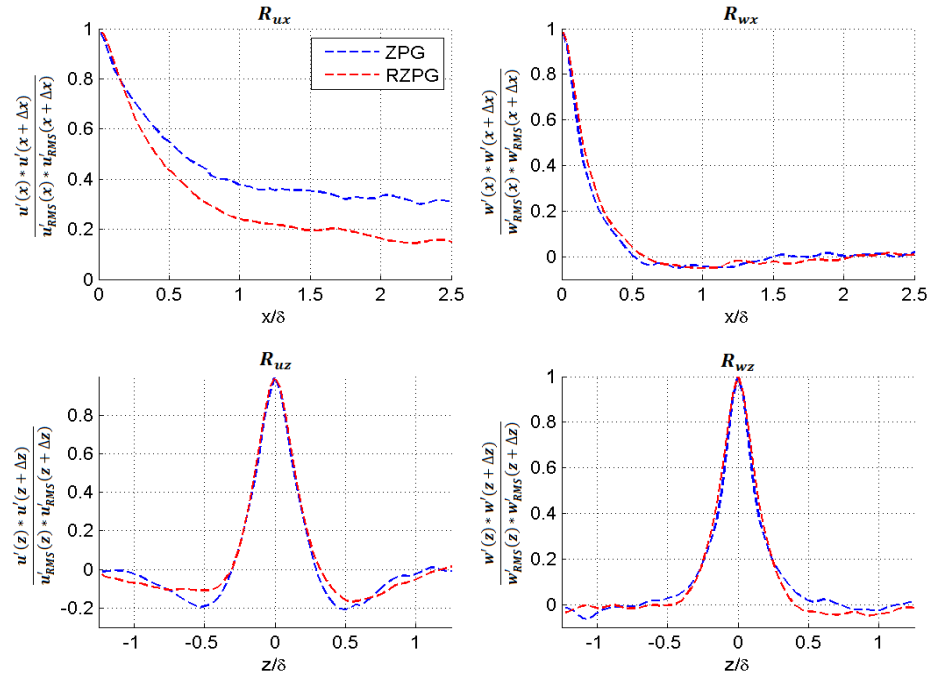 R_ux
u'(x) * u'(x + Δx)
u'_RMS(x) * u'_RMS(x + Δx)
1
0.8
0.6
0.4
0.2
0
0
0.5
1
1.5
2
2.5
x/δ
ZPG
RZPG
R_wx
w'(x) * w'(x + Δx)
w'_RMS(x) * w'_RMS(x + Δx)
1
0.8
0.6
0.4
0.2
0
0
0.5
1
1.5
2
2.5
x/δ
R_uz
u'(z) * u'(z + Δz)
u'_RMS(z) * u'_RMS(z + Δz)
0.8
0.6
0.4
0.2
0
-0.2
-1
-0.5
0
0.5
1
z/δ
R_wz
w'(z) * w'(z + Δz)
w'_RMS(z) * w'_RMS(z + Δz)
1
0.8
0.6
0.4
0.2
0
-1
-0.5
0
0.5
1
z/δ